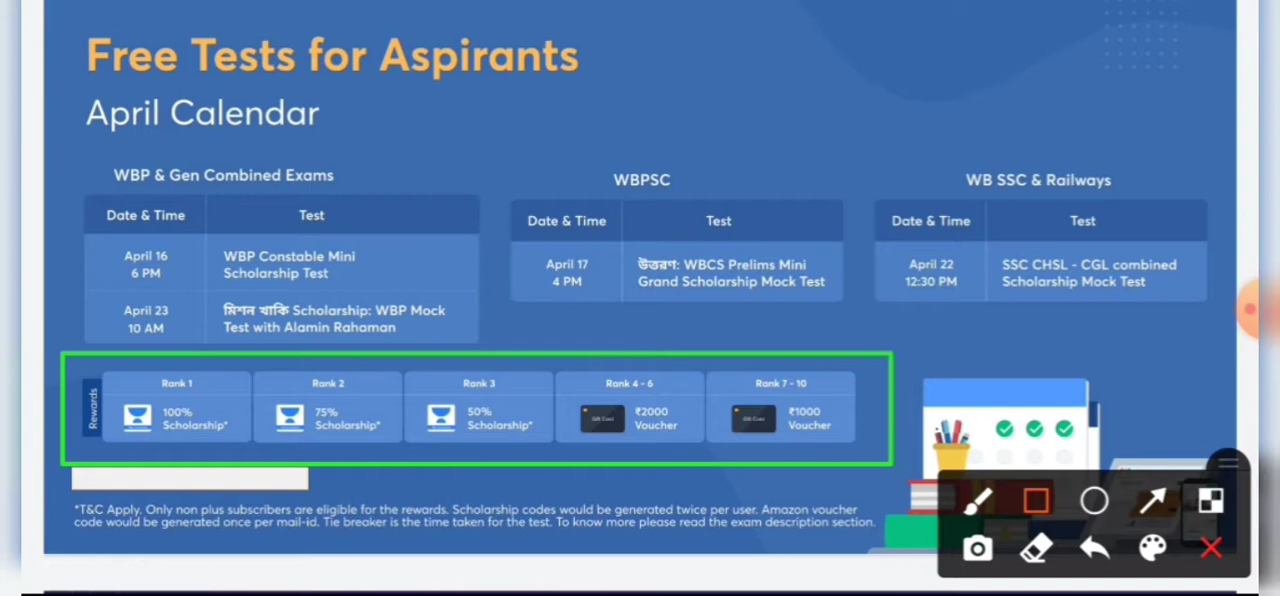 Free Tests for Aspirants
April Calendar
WBP & Gen Combined Exams
Date & Time
Test
April 16
6 PM
WBP Constable Mini
Scholarship Test
April 23
10 AM
মিশন খাকি Scholarship: WBP Mock
Test with Alamin Rahaman
WBPSC
Date & Time
Test
April 17
4 PM
উত্তরণ: WBCS Prelims Mini
Grand Scholarship Mock Test
WB SSC & Railways
Date & Time
Test
April 22
12:30 PM
SSC CHSL - CGL combined
Scholarship Mock Test
Rewards
Rank 1
100%
Scholarship*
Rank 2
75%
Scholarship*
Rank 3
50%
Scholarship*
Rank 4 - 6
Gift Card
₹2000
Voucher
Rank 7 - 10
Gift Card
₹1000
Voucher
*T&C Apply. Only non plus subscribers are eligible for the rewards. Scholarship codes would be generated twice per user. Amazon voucher
code would be generated once per mail-id. Tie breaker is the time taken for the test. To know more please read the exam description section.